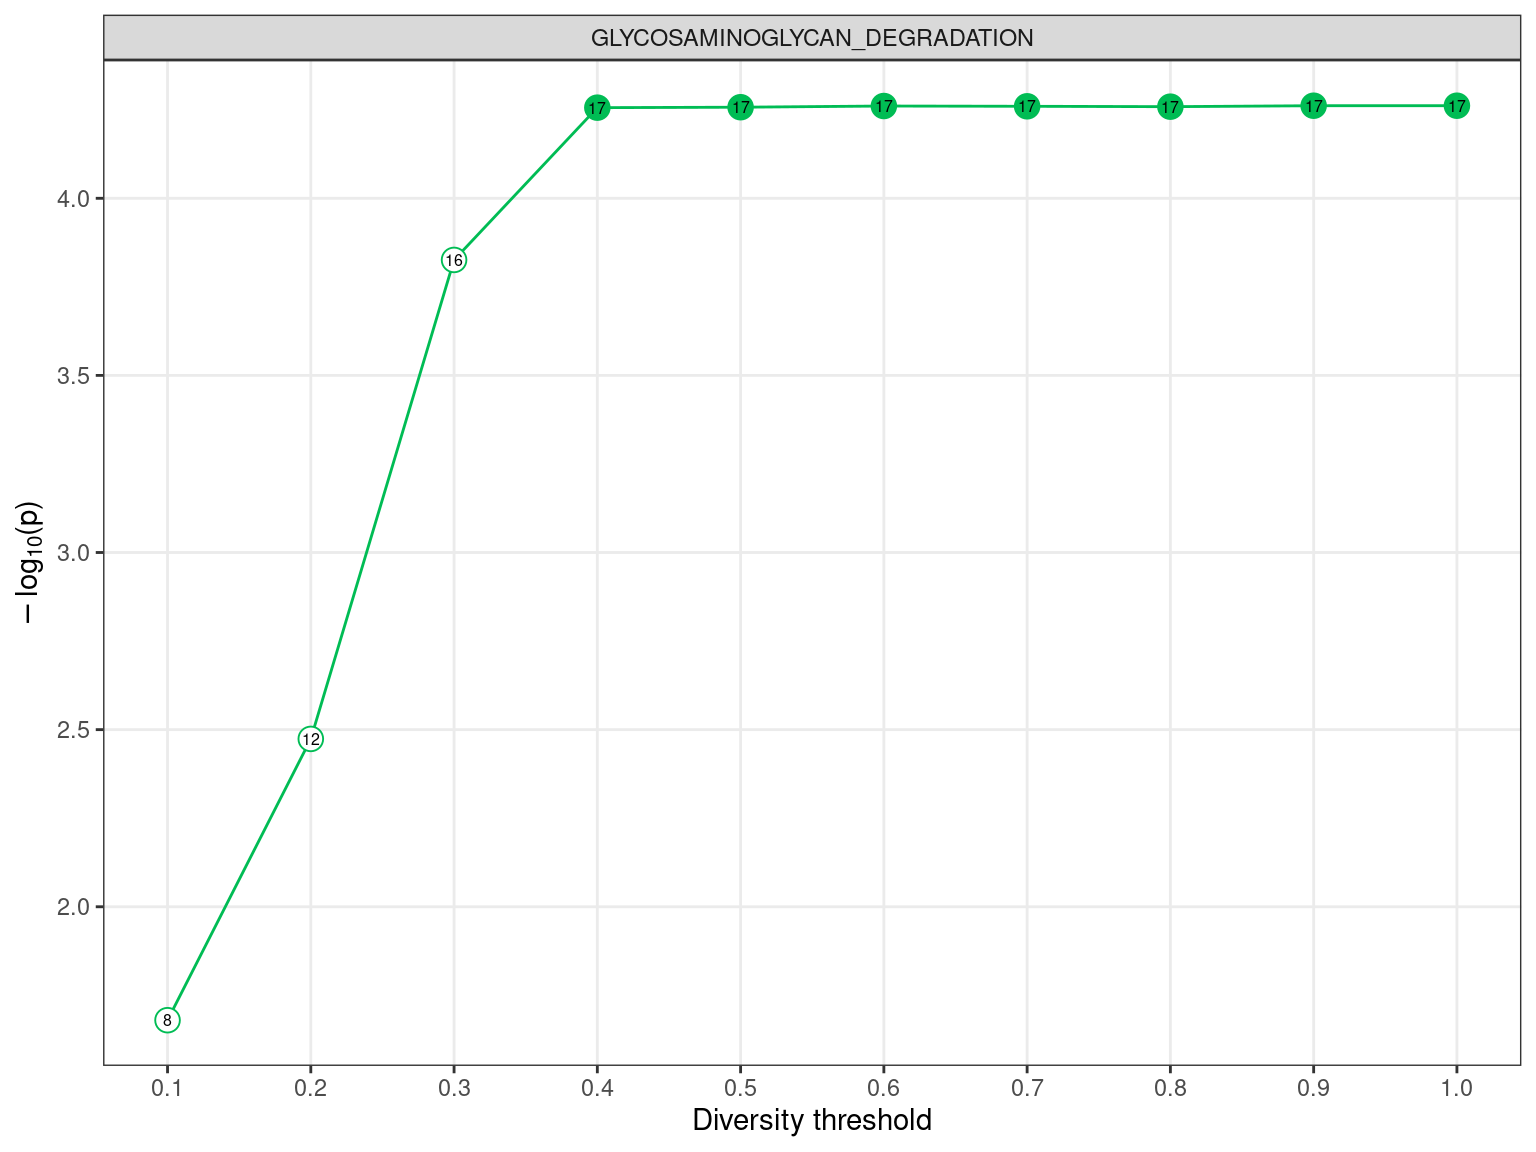 GLYCOSAMINOGLYCAN_DEGRADATION
17 17 17 17 17 17 17
4.0
16
3.5
− log10(p)
3.0
2.5
12
2.0
8
0.1 0.2 0.3 0.4 0.5 0.6 0.7 0.8 0.9 1.0
Diversity threshold